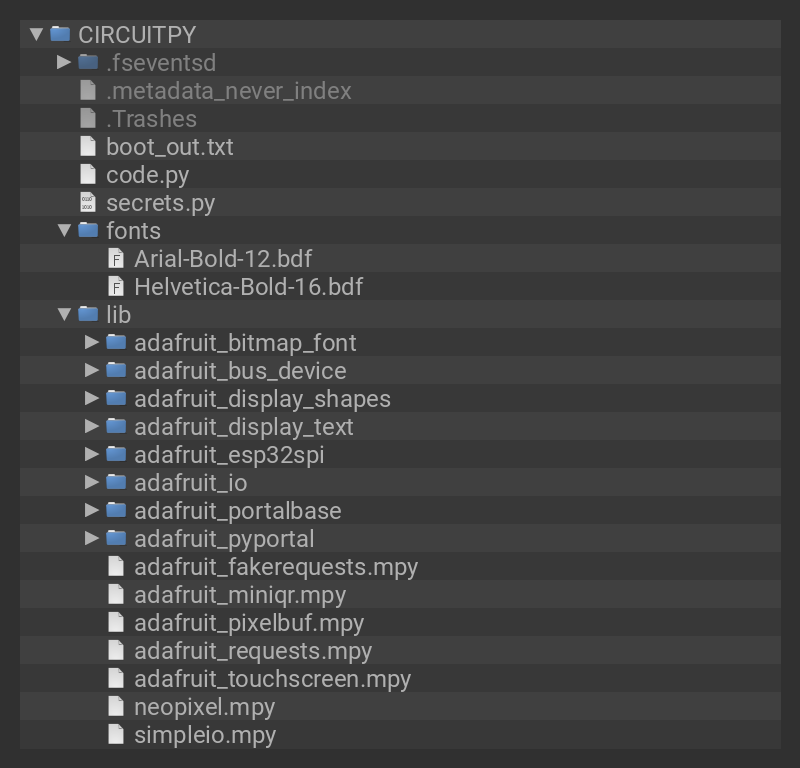 CIRCUITPY
.fseventsd
.metadata_never_index
.Trashes
boot_out.txt
code.py
secrets.py
fonts
Arial-Bold-12.bdf
Helvetica-Bold-16.bdf
lib
adafruit_bitmap_font
adafruit_bus_device
adafruit_display_shapes
adafruit_display_text
adafruit_esp32spi
adafruit_io
adafruit_portalbase
adafruit_pyportal
adafruit_fakerequests.mpy
adafruit_miniqr.mpy
adafruit_pixelbuf.mpy
adafruit_requests.mpy
adafruit_touchscreen.mpy
neopixel.mpy
simpleio.mpy